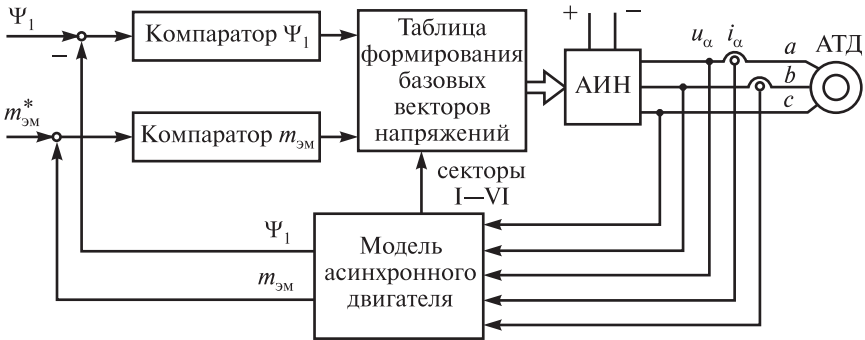 Ψ₁
–
Компаратор Ψ₁
Таблица
формирования
базовых
векторов
напряжений
+ –
АИН
uα iα
a
b
c
АТД
m*эм
Компаратор mэм
секторы
I—VI
Ψ₁
mэм
Модель
асинхронного
двигателя